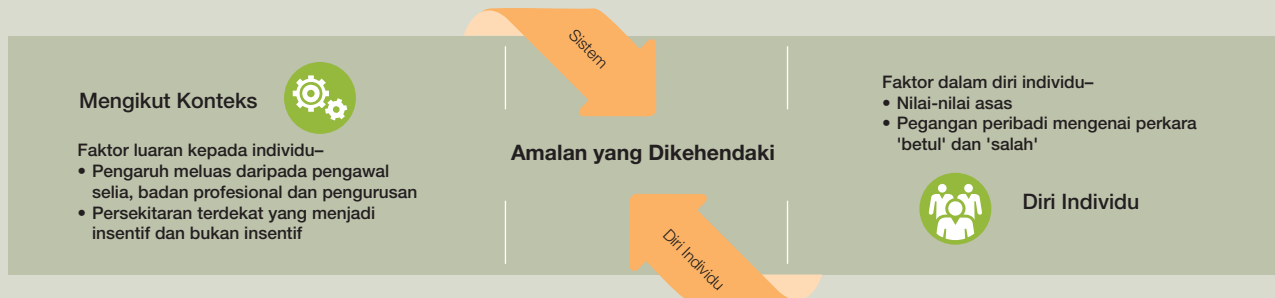 Mengikut Konteks
Faktor luaran kepada individu–
• Pengaruh meluas daripada pengawal
selia, badan profesional dan pengurusan
• Persekitaran terdekat yang menjadi
insentif dan bukan insentif
Sistem
Amalan yang Dikehendaki
Diri Individu
Faktor dalam diri individu–
• Nilai-nilai asas
• Pegangan peribadi mengenai perkara
'betul' dan 'salah'
Diri Individu